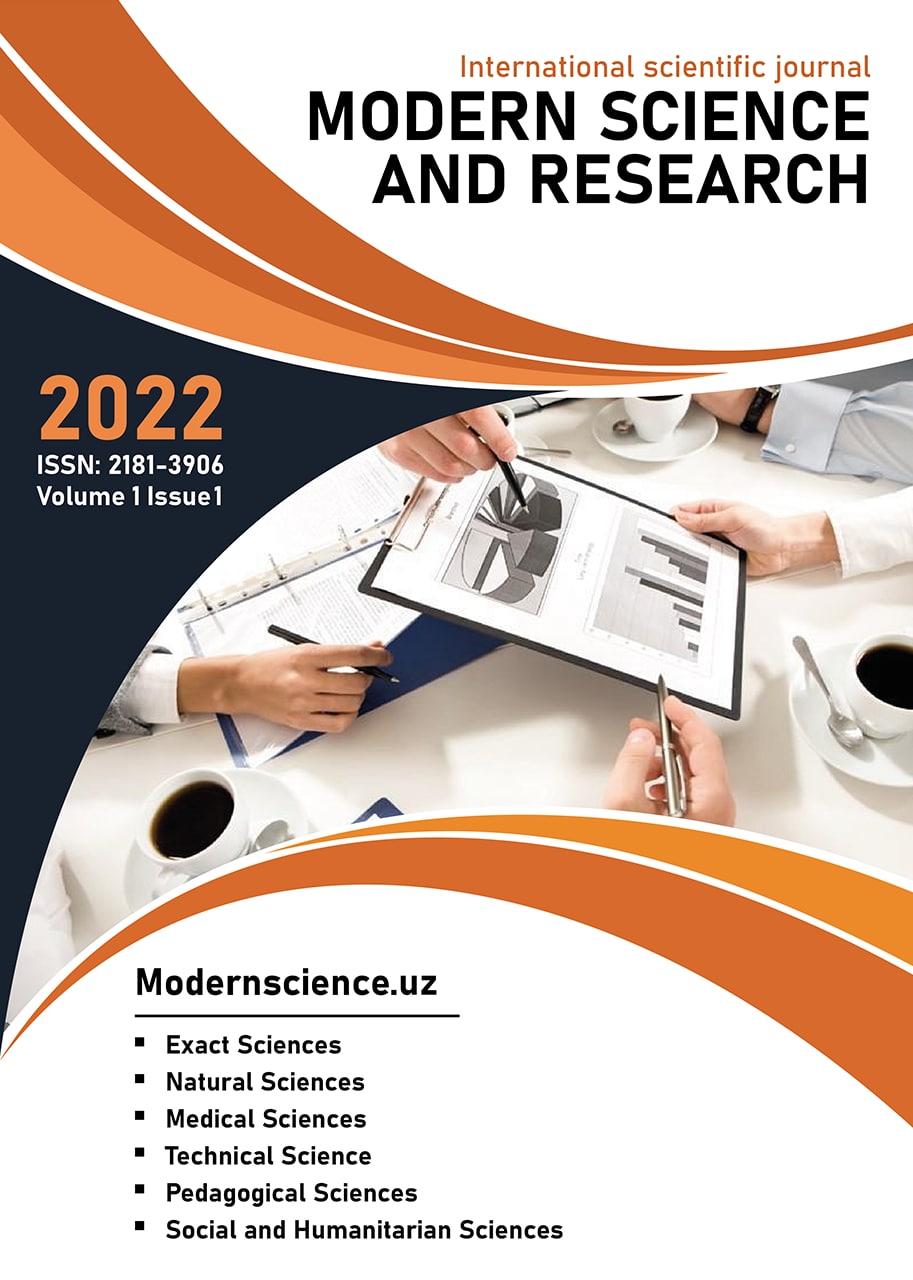 International scientific journal
MODERN SCIENCE
AND RESEARCH
2022
ISSN: 2181-3906
Volume 1 Issue1
Modernscience.uz
▪ Exact Sciences
▪ Natural Sciences
▪ Medical Sciences
▪ Technical Science
▪ Pedagogical Sciences
▪ Social and Humanitarian Sciences